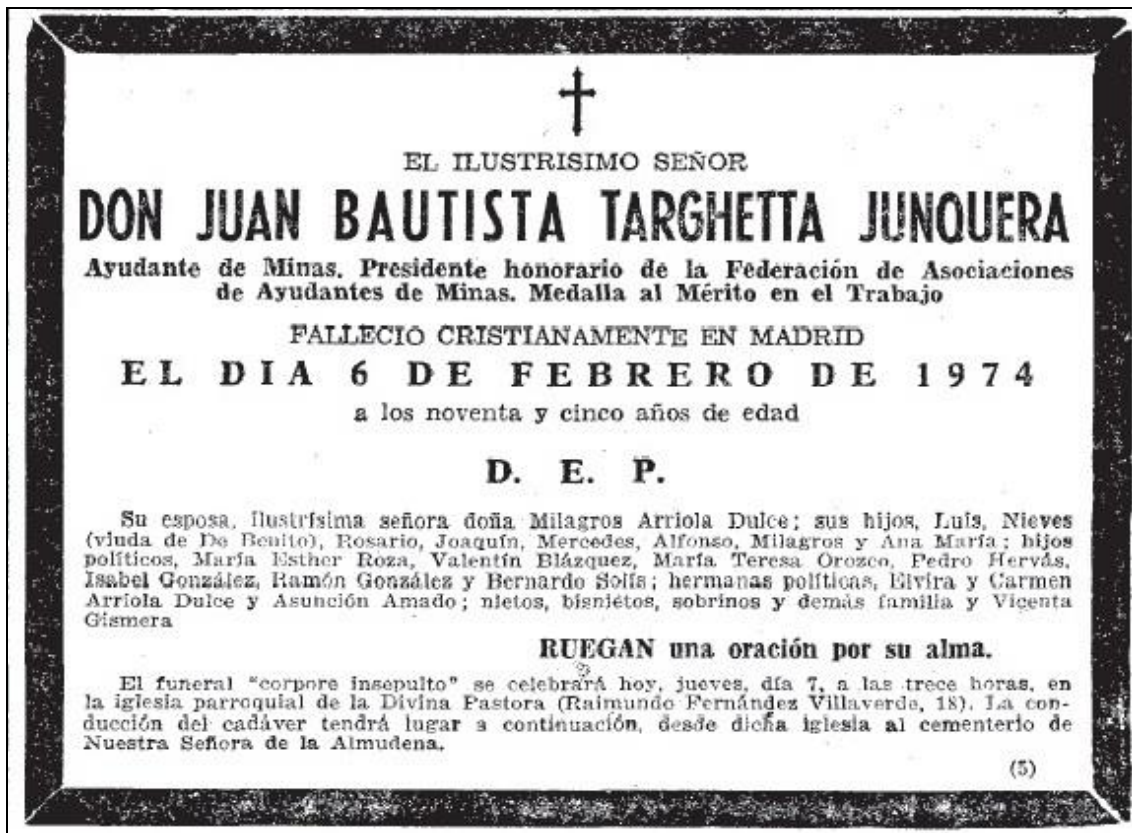 EL ILUSTRISIMO SEÑOR
DON JUAN BAUTISTA TARGHETTA JUNQUERA
Ayudante de Minas. Presidente honorario de la Federación de Asociaciones
de Ayudantes de Minas. Medalla al Mérito en el Trabajo
FALLECIO CRISTIANAMENTE EN MADRID
EL DIA 6 DE FEBRERO DE 1974
a los noventa y cinco años de edad
D. E. P.
Su esposa, ilustrísima señora doña Milagros Arriola Dulce; sus hijos, Luis, Nieves
(viuda de De Benito), Rosario, Joaquín, Mercedes, Alfonso, Milagros y Ana María; hijos
políticos, María Esther Roza, Valentín Blázquez, María Teresa Orozco, Pedro Hervás,
Isabel González, Ramón González y Bernardo Solís; hermanas políticas, Elvira y Carmen
Arriola Dulce y Asunción Amado; nietos, bisniétos, sobrinos y demás familia y Vicenta
Gismera
RUEGAN una oración por su alma.
El funeral "corpore insepulto" se celebrará hoy, jueves, día 7, a las trece horas, en
la iglesia parroquial de la Divina Pastora (Raimundo Fernández Villaverde, 18). La con-
ducción del cadáver tendrá lugar a continuación, desde dicha iglesia al cementerio de
Nuestra Señora de la Almudena.
(5)